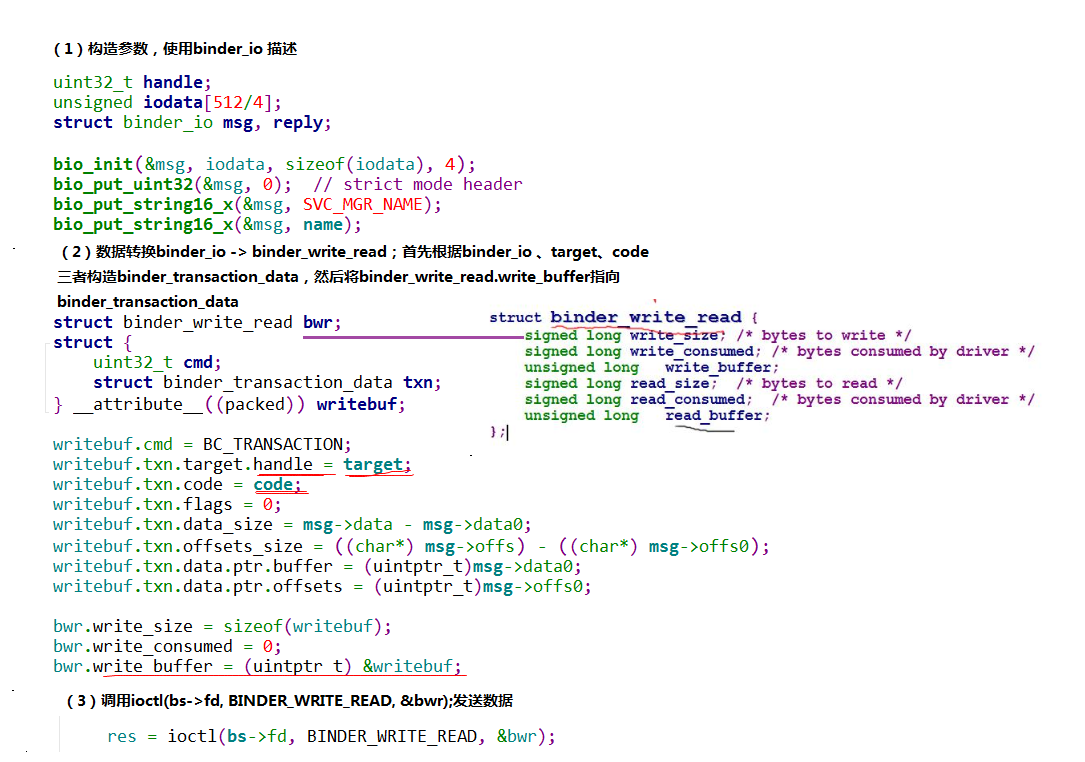 （1）构造参数，使用binder_io 描述
uint32_t handle;
unsigned iodata[512/4];
struct binder_io msg, reply;
bio_init(&msg, iodata, sizeof(iodata), 4);
bio_put_uint32(&msg, 0);  // strict mode header
bio_put_string16_x(&msg, SVC_MGR_NAME);
bio_put_string16_x(&msg, name);
（2）数据转换binder_io -> binder_write_read；首先根据binder_io 、target、code
三者构造binder_transaction_data，然后将binder_write_read.write_buffer指向
binder_transaction_data
struct binder_write_read bwr;
struct {
    uint32_t cmd;
    struct binder_transaction_data txn;
} __attribute__((packed)) writebuf;
struct binder_write_read {
signed long write_size; /* bytes to write */
signed long write_consumed; /* bytes consumed by driver */
unsigned long   write_buffer;
signed long read_size;  /* bytes to read */
signed long read_consumed;  /* bytes consumed by driver */
unsigned long   read_buffer;
};
writebuf.cmd = BC_TRANSACTION;
writebuf.txn.target.handle = target;
writebuf.txn.code = code;
writebuf.txn.flags = 0;
writebuf.txn.data_size = msg->data - msg->data0;
writebuf.txn.offsets_size = ((char*) msg->offs) - ((char*) msg->offs0);
writebuf.txn.data.ptr.buffer = (uintptr_t)msg->data0;
writebuf.txn.data.ptr.offsets = (uintptr_t)msg->offs0;
bwr.write_size = sizeof(writebuf);
bwr.write_consumed = 0;
bwr.write_buffer = (uintptr_t) &writebuf;
（3）调用ioctl(bs->fd, BINDER_WRITE_READ, &bwr);发送数据
res = ioctl(bs->fd, BINDER_WRITE_READ, &bwr);